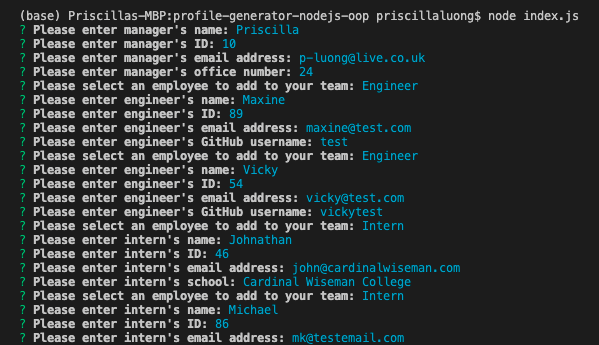 (base) Priscillas-MBP:profile-generator-nodejs-oop priscillaluong$ node index.js
? Please enter manager's name: Priscilla
? Please enter manager's ID: 10
? Please enter manager's email address: p-luong@live.co.uk
? Please enter manager's office number: 24
? Please select an employee to add to your team: Engineer
? Please enter engineer's name: Maxine
? Please enter engineer's ID: 89
? Please enter engineer's email address: maxine@test.com
? Please enter engineer's GitHub username: test
? Please select an employee to add to your team: Engineer
? Please enter engineer's name: Vicky
? Please enter engineer's ID: 54
? Please enter engineer's email address: vicky@test.com
? Please enter engineer's GitHub username: vickytest
? Please select an employee to add to your team: Intern
? Please enter intern's name: Johnathan
? Please enter intern's ID: 46
? Please enter intern's email address: john@cardinalwiseman.com
? Please enter intern's school: Cardinal Wiseman College
? Please select an employee to add to your team: Intern
? Please enter intern's name: Michael
? Please enter intern's ID: 86
? Please enter intern's email address: mk@testemail.com